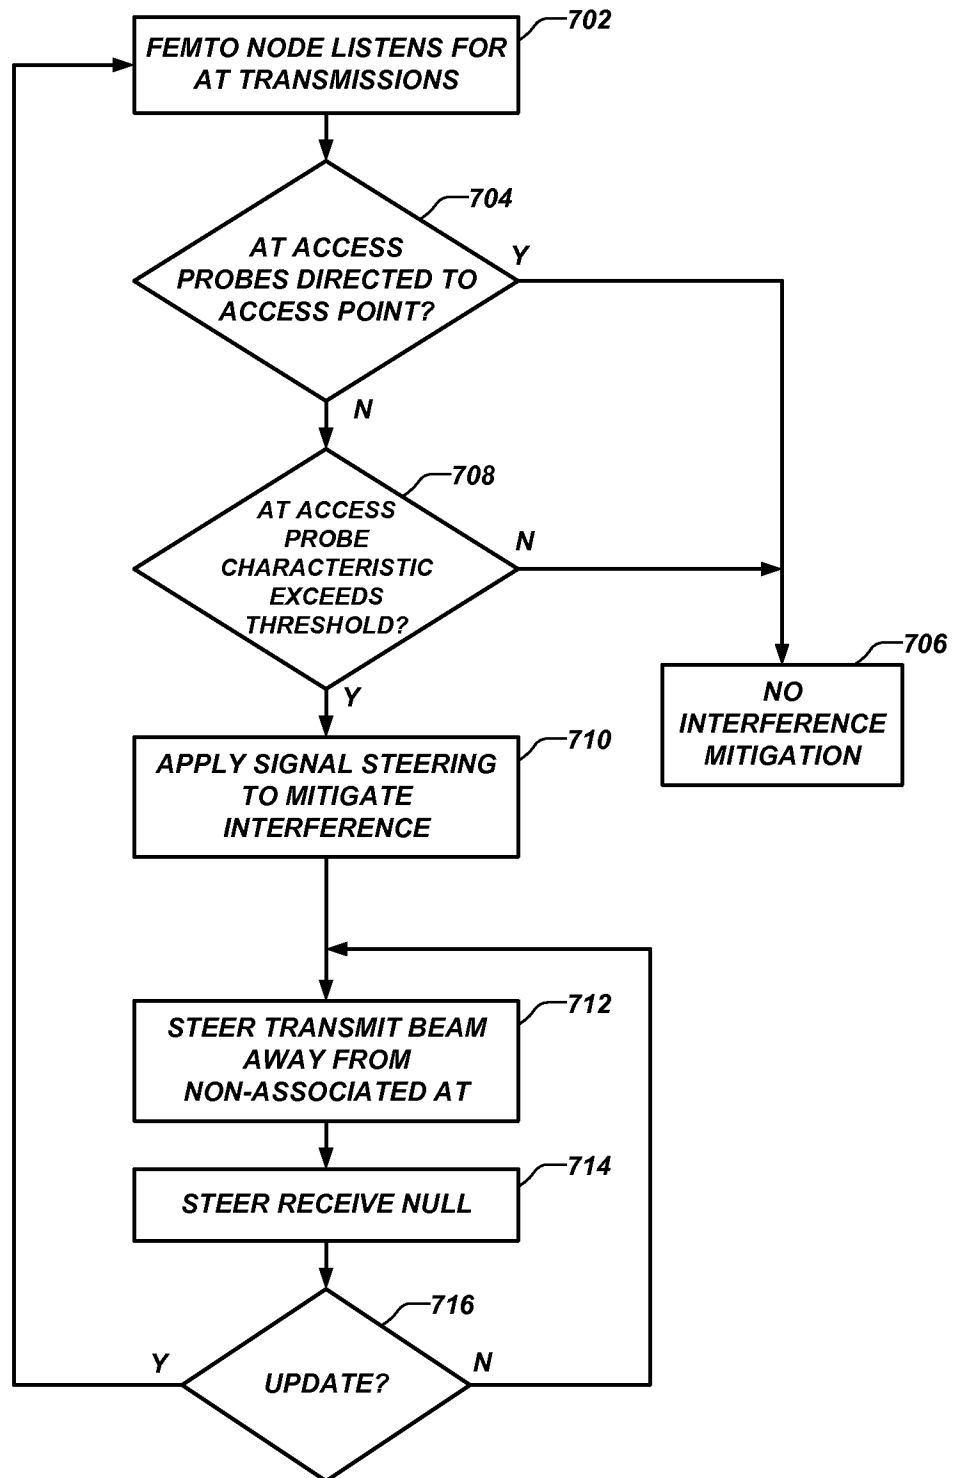 702
FEMTO NODE LISTENS FOR
AT TRANSMISSIONS
704
AT ACCESS
PROBES DIRECTED TO
ACCESS POINT?
Y
N
708
AT ACCESS
PROBE
CHARACTERISTIC
EXCEEDS
THRESHOLD?
N
Y
706
NO
INTERFERENCE
MITIGATION
710
APPLY SIGNAL STEERING
TO MITIGATE
INTERFERENCE
712
STEER TRANSMIT BEAM
AWAY FROM
NON-ASSOCIATED AT
714
STEER RECEIVE NULL
716
Y
UPDATE?
N